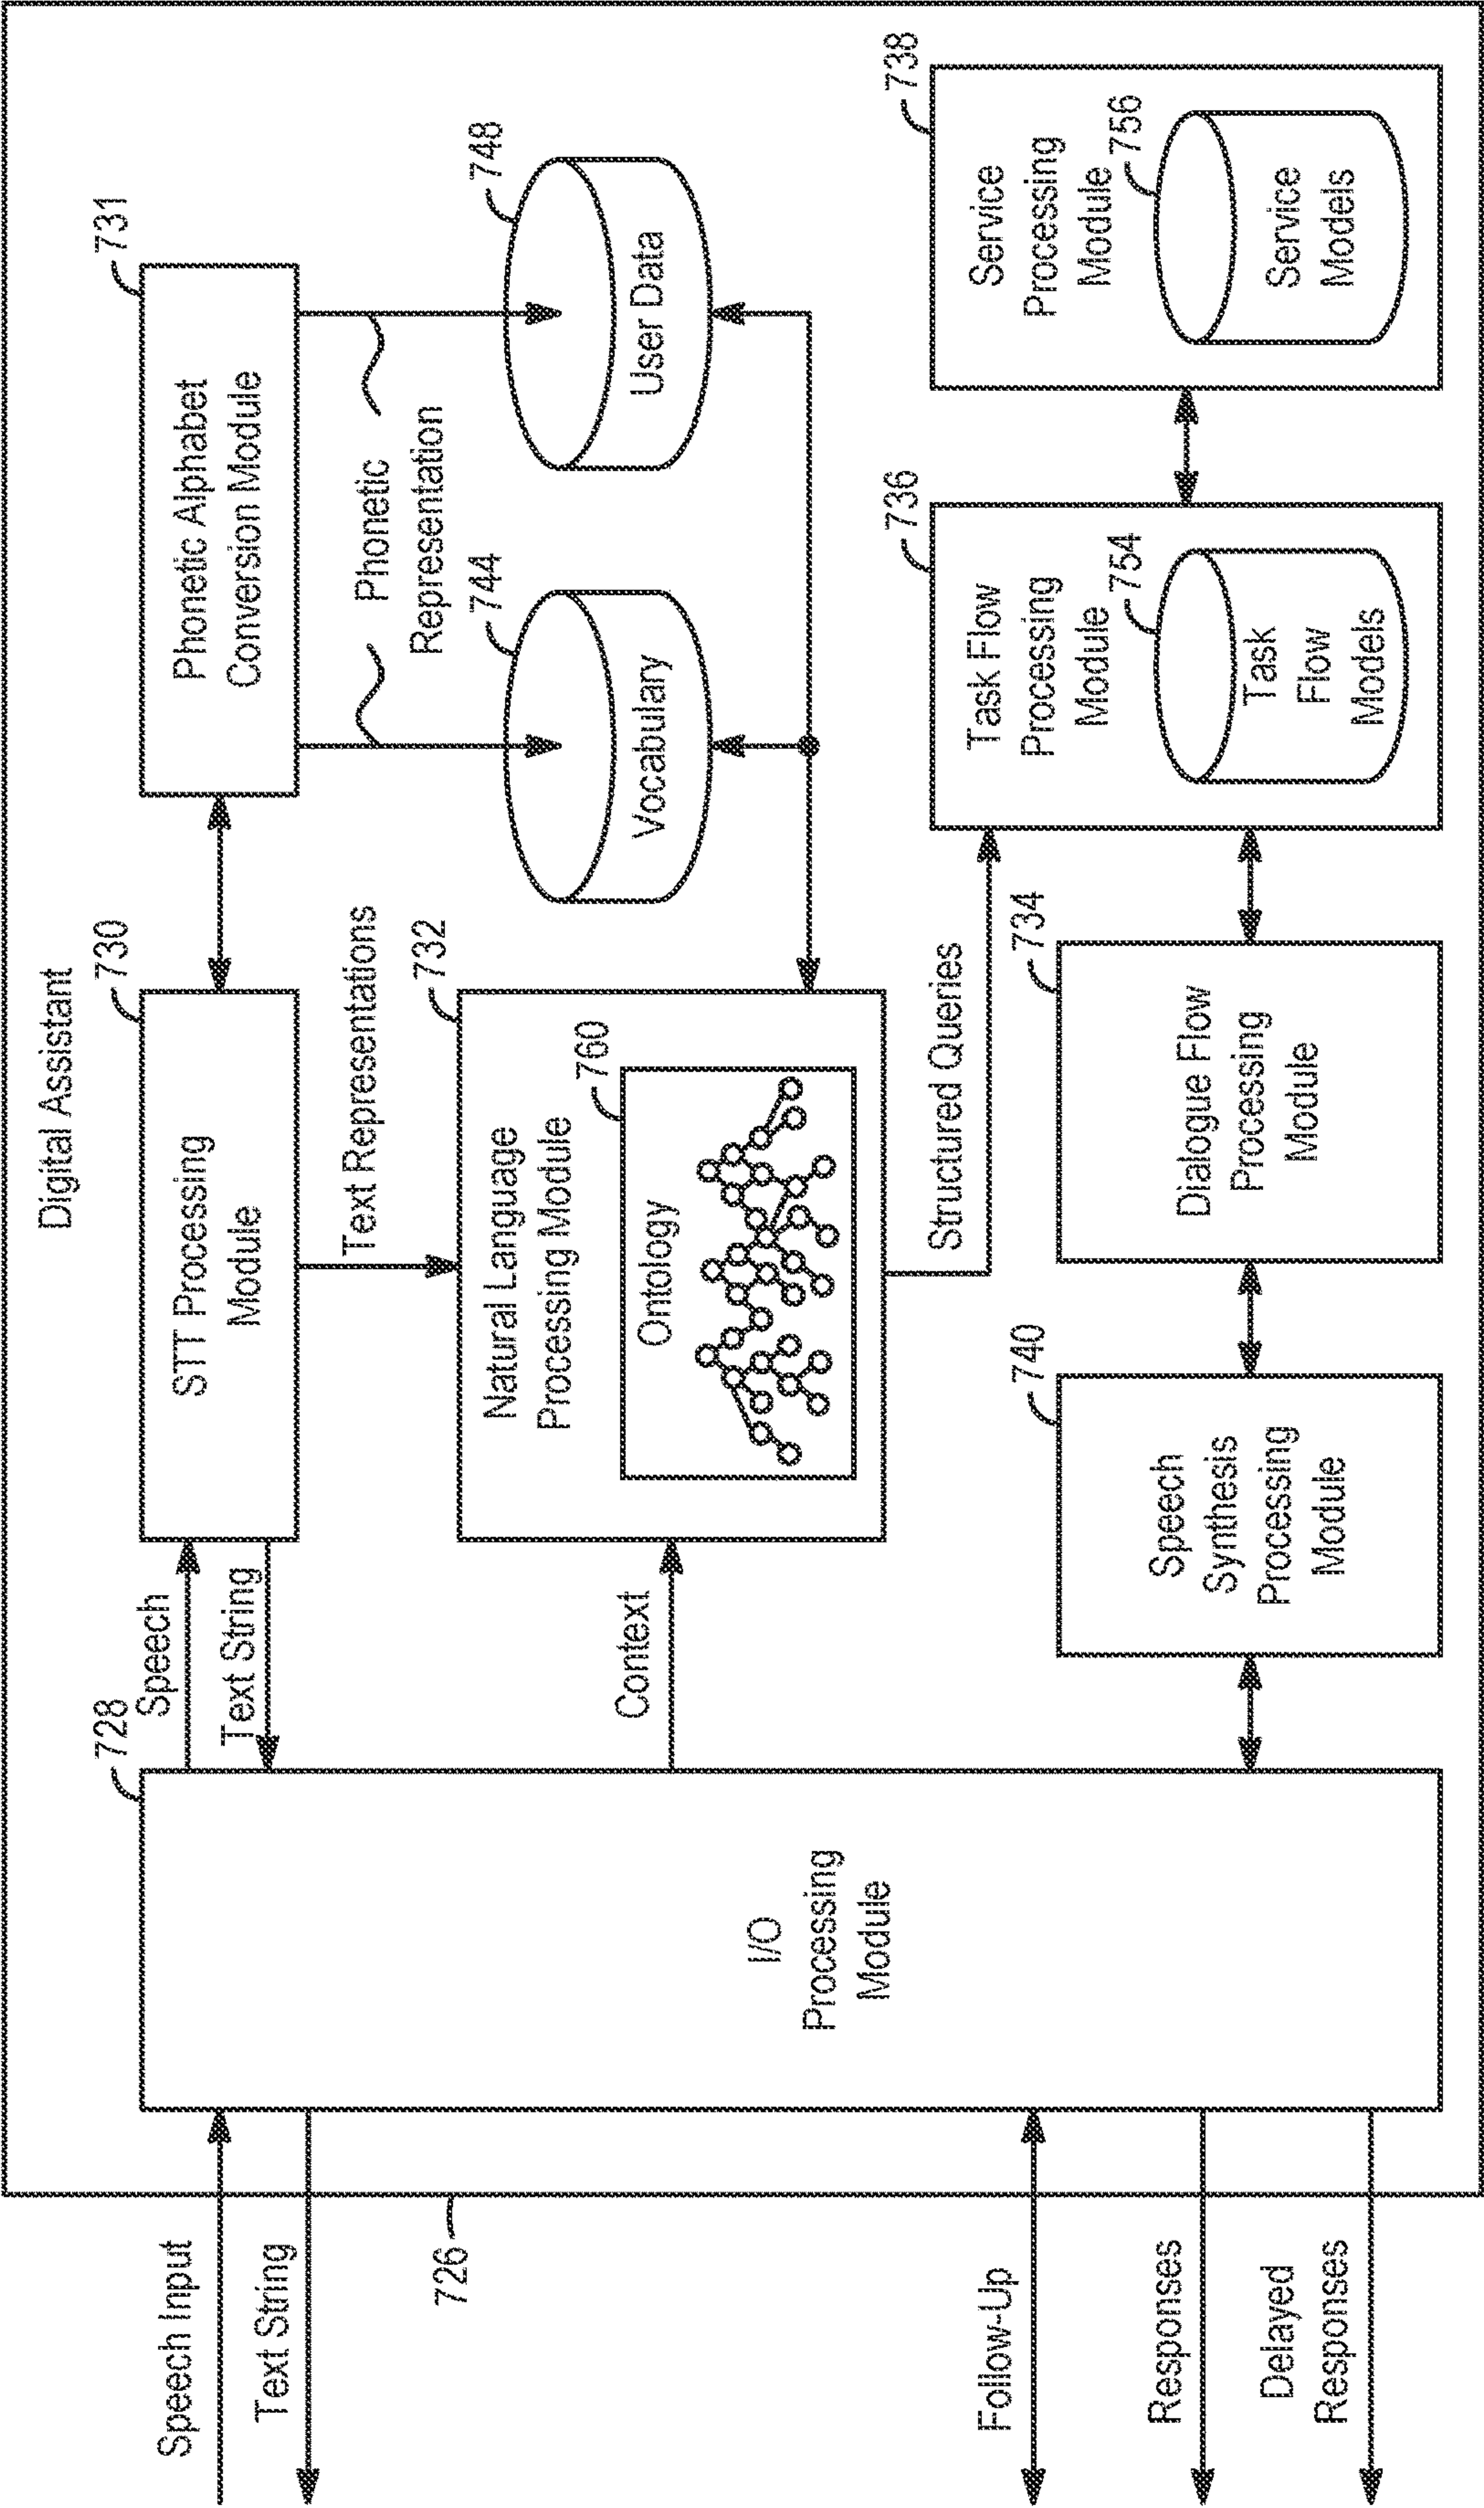 Digital Assistant
Speech Input
Text String
726
Follow-Up
Responses
Delayed
Responses
728
I/O
Processing
Module
Speech
Text String
Context
730
STT Processing
Module
Text Representations
731
Phonetic Alphabet
Conversion Module
Phonetic
Representation
744
Vocabulary
748
User Data
732
Natural Language
Processing Module
760
Ontology
Structured Queries
740
Speech
Synthesis
Processing
Module
734
Dialogue Flow
Processing
Module
736
Task Flow
Processing
Module
754
Task
Flow
Models
738
Service
Processing
Module
756
Service
Models